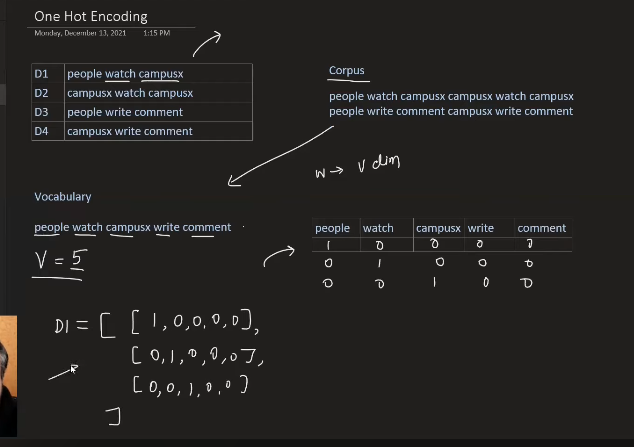 One Hot Encoding
Monday, December 13, 2021 1:15 PM
D1 people watch campusx
D2 campusx watch campusx
D3 people write comment
D4 campusx write comment
Corpus
people watch campusx campusx watch campusx
people write comment campusx write comment
W → V dim
Vocabulary
people watch campusx write comment
V = 5
people watch campusx write comment
1 0 0 0 0
0 1 0 0 0
0 0 1 0 0
D1 = [ [ 1, 0, 0, 0, 0 ],
[ 0, 1, 0, 0, 0 ],
[ 0, 0, 1, 0, 0 ]
]